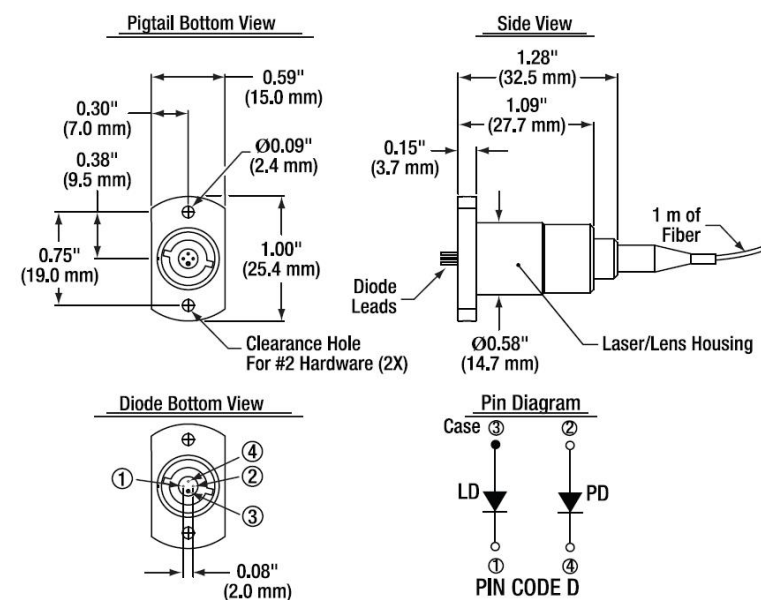 Pigtail Bottom View
0.59"
(15.0 mm)
0.30"
(7.0 mm)
Ø0.09"
(2.4 mm)
0.38"
(9.5 mm)
0.75"
(19.0 mm)
1.00"
(25.4 mm)
Clearance Hole
For #2 Hardware (2X)
Side View
1.28"
(32.5 mm)
1.09"
(27.7 mm)
0.15"
(3.7 mm)
1 m of
Fiber
Diode
Leads
Ø0.58"
(14.7 mm)
Laser/Lens Housing
Diode Bottom View
④
① ②
③
0.08"
(2.0 mm)
Pin Diagram
Case ③ ②
LD PD
① ④
PIN CODE D